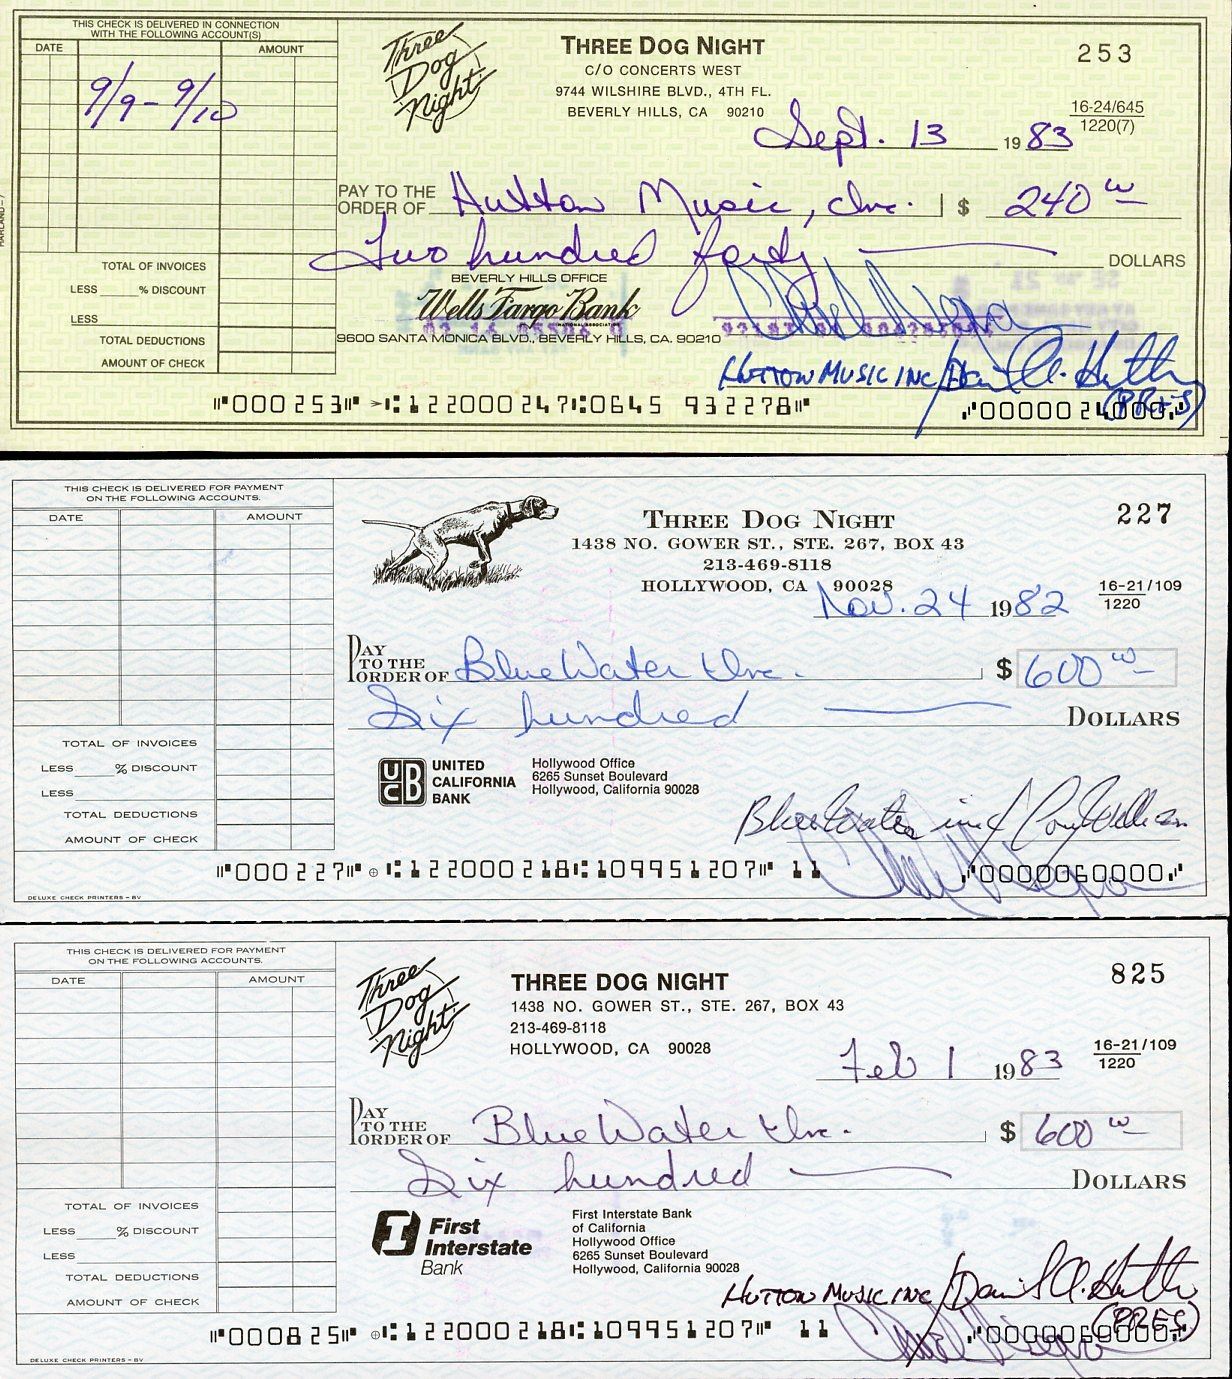 THIS CHECK IS DELIVERED IN CONNECTION
WITH THE FOLLOWING ACCOUNT(S)
DATE AMOUNT
9/9 - 9/10
TOTAL OF INVOICES
LESS % DISCOUNT
LESS
TOTAL DEDUCTIONS
AMOUNT OF CHECK
Three
Dog
Night
THREE DOG NIGHT
C/O CONCERTS WEST
9744 WILSHIRE BLVD., 4TH FL.
BEVERLY HILLS, CA 90210
253
16-24/645
1220(7)
Sept. 13 1983
PAY TO THE
ORDER OF Hutton Music, Inc. $ 240
Two hundred forty DOLLARS
BEVERLY HILLS OFFICE
Wells Fargo Bank
NATIONAL ASSOCIATION
9600 SANTA MONICA BLVD., BEVERLY HILLS, CA. 90210
HUTTON MUSIC INC/
(PRES)
000253 122000247 0645 932278 0000024000
THIS CHECK IS DELIVERED FOR PAYMENT
ON THE FOLLOWING ACCOUNTS.
DATE AMOUNT
TOTAL OF INVOICES
LESS % DISCOUNT
LESS
TOTAL DEDUCTIONS
AMOUNT OF CHECK
DELUXE CHECK PRINTERS - BV
THREE DOG NIGHT
1438 NO. GOWER ST., STE. 267, BOX 43
213-469-8118
HOLLYWOOD, CA 90028
227
16-21/109
1220
Nov. 24 1982
PAY
TO THE
ORDER OF Blue Water Inc. $ 600
Six hundred DOLLARS
UCB
UNITED
CALIFORNIA
BANK
Hollywood Office
6265 Sunset Boulevard
Hollywood, California 90028
Blue Water inc/
000227 122000218 109951207 11 0000060000
THIS CHECK IS DELIVERED FOR PAYMENT
ON THE FOLLOWING ACCOUNTS.
DATE AMOUNT
TOTAL OF INVOICES
LESS % DISCOUNT
LESS
TOTAL DEDUCTIONS
AMOUNT OF CHECK
DELUXE CHECK PRINTERS - BV
Three
Dog
Night
THREE DOG NIGHT
1438 NO. GOWER ST., STE. 267, BOX 43
213-469-8118
HOLLYWOOD, CA 90028
825
16-21/109
1220
Feb 1 1983
PAY
TO THE
ORDER OF Blue Water Inc. $ 600
Six hundred DOLLARS
First
Interstate
Bank
First Interstate Bank
of California
Hollywood Office
6265 Sunset Boulevard
Hollywood, California 90028
HUTTON MUSIC INC/
(PRES)
000825 122000218 109951207 11 0000060000